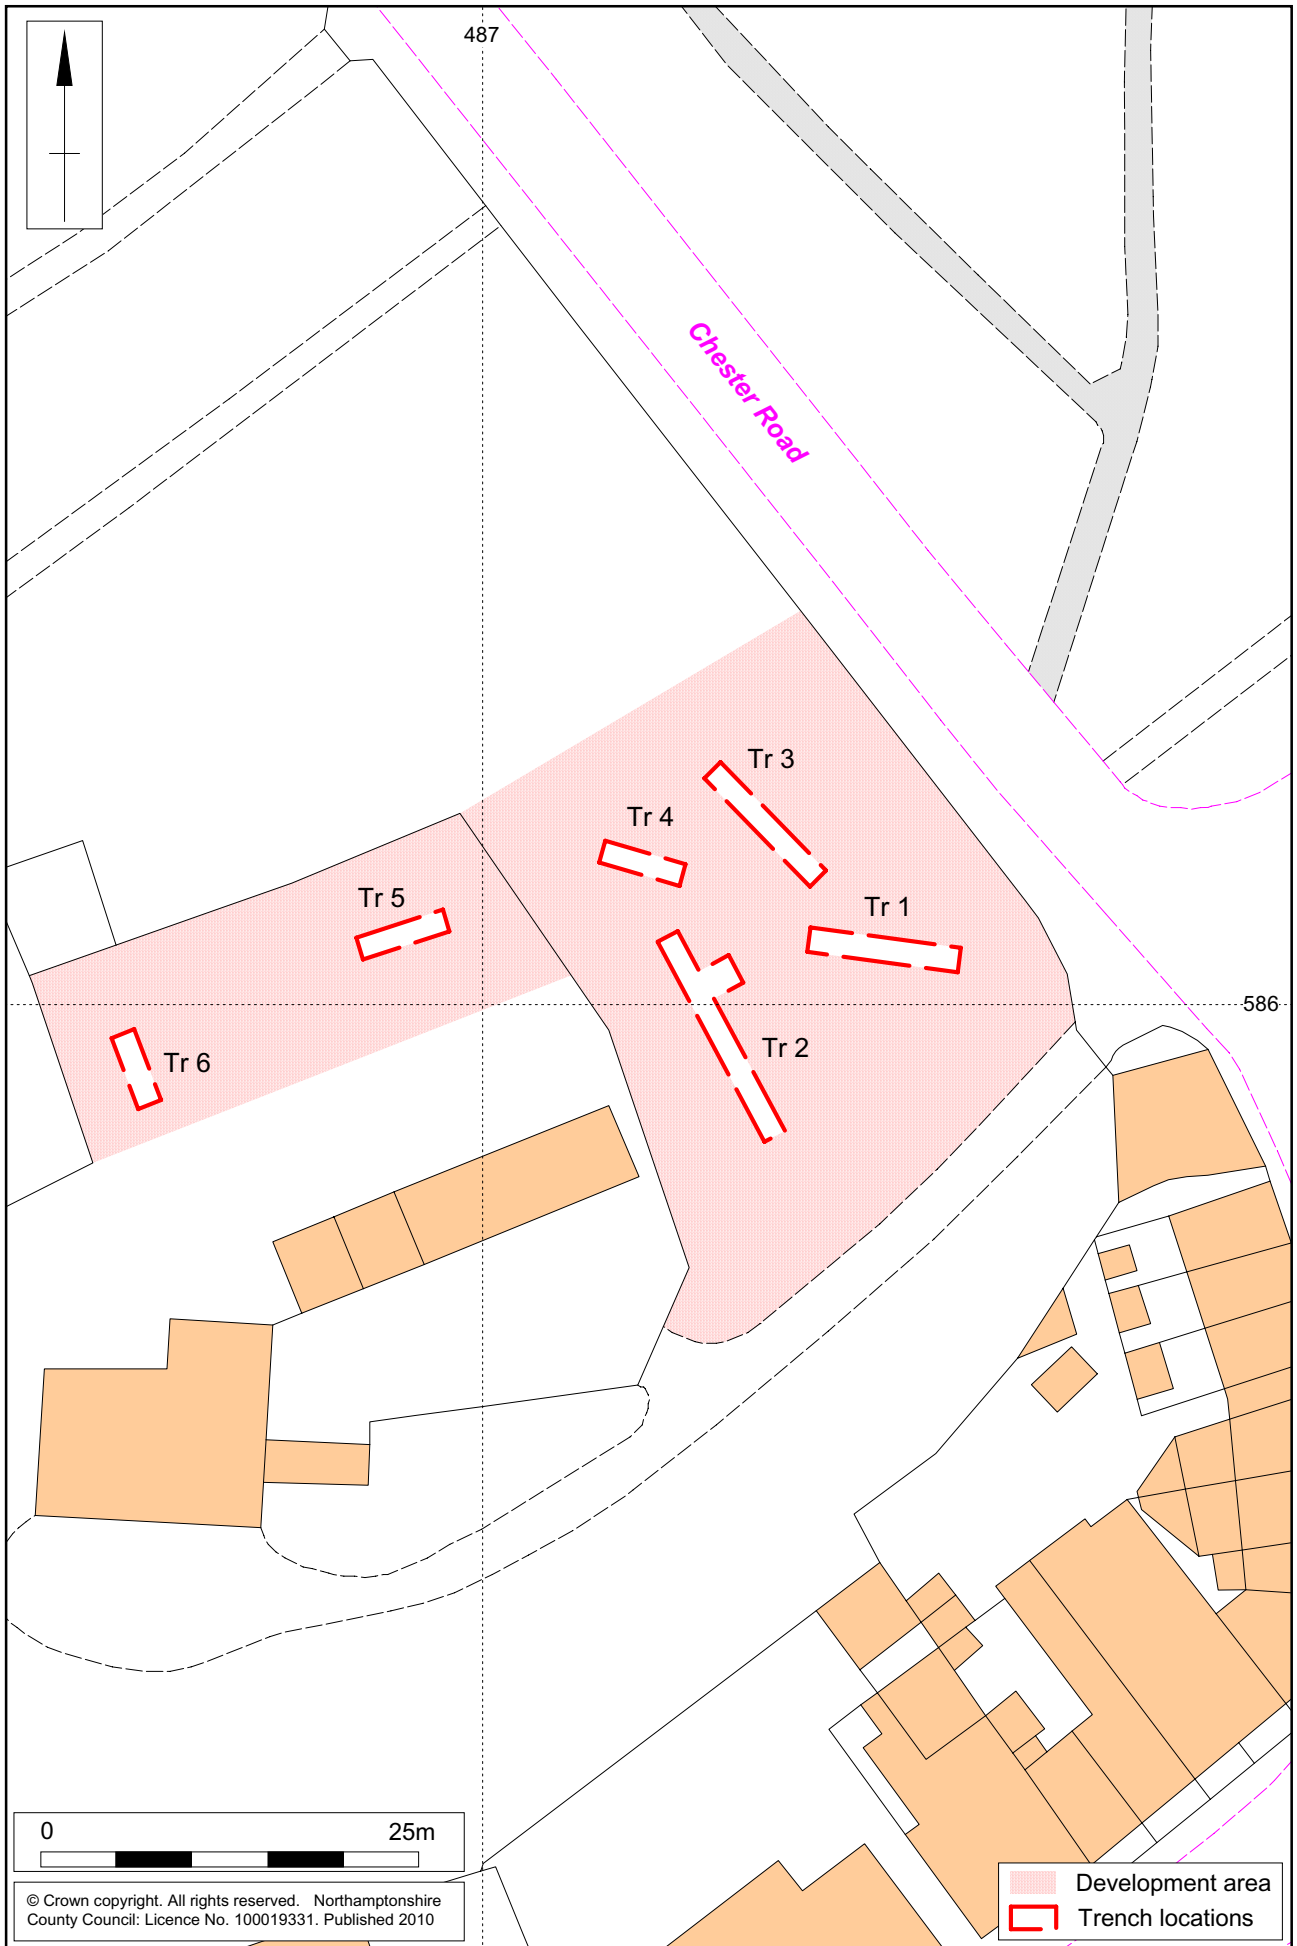 487
Chester Road
Tr 3
Tr 4
Tr 5
Tr 1
586
Tr 2
Tr 6
0 25m
© Crown copyright. All rights reserved. Northamptonshire
County Council: Licence No. 100019331. Published 2010
Development area
Trench locations